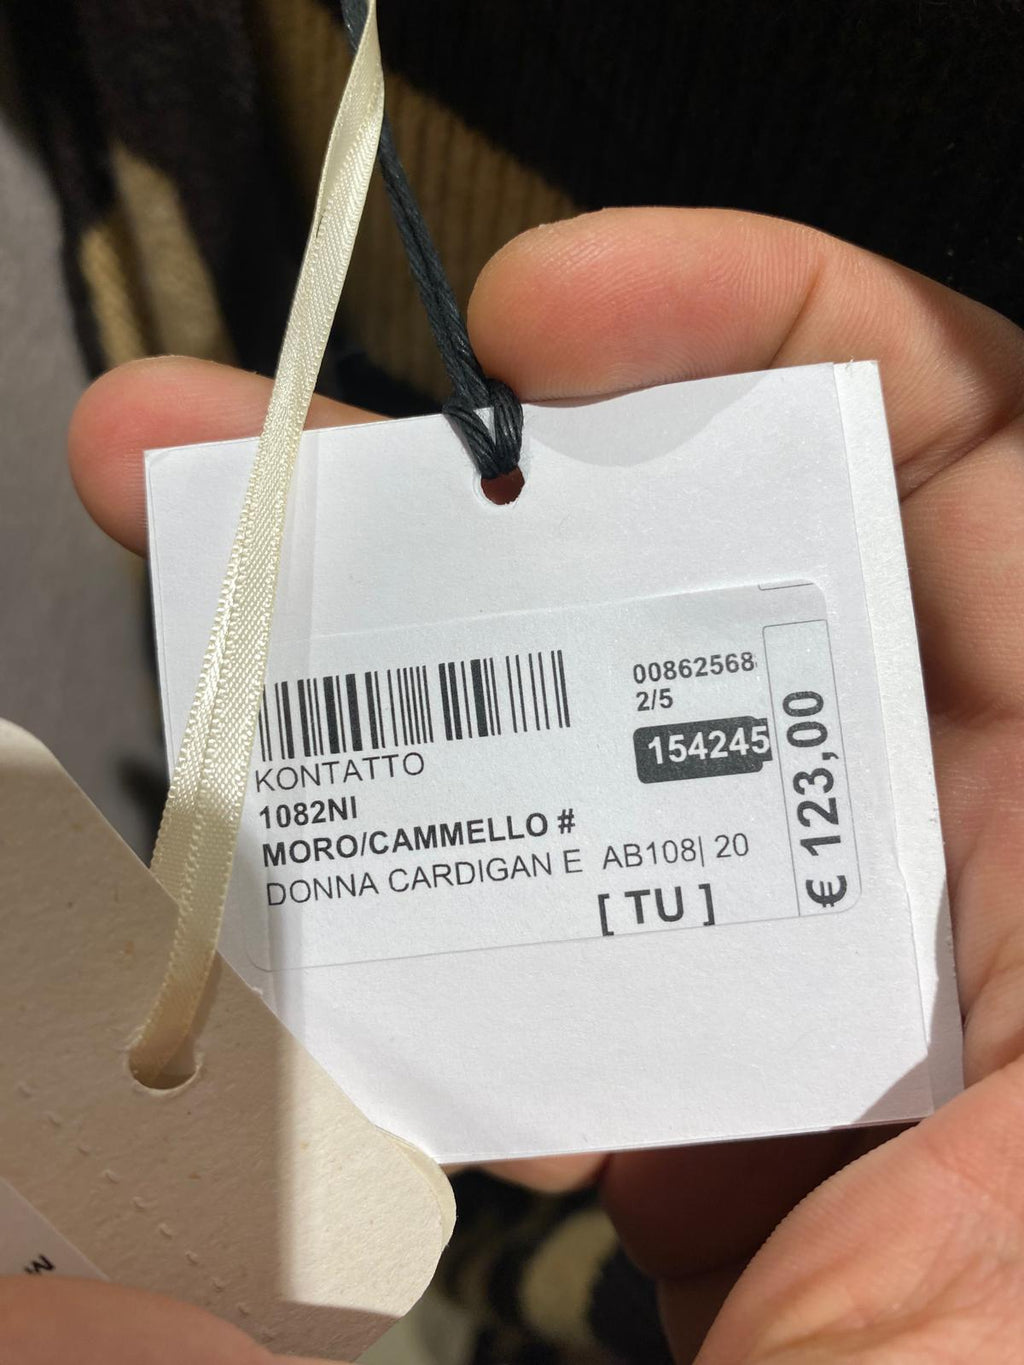 00862568
2/5
154245
€ 123,00
KONTATTO
1082NI
MORO/CAMMELLO #
DONNA CARDIGAN E AB108| 20
[ TU ]